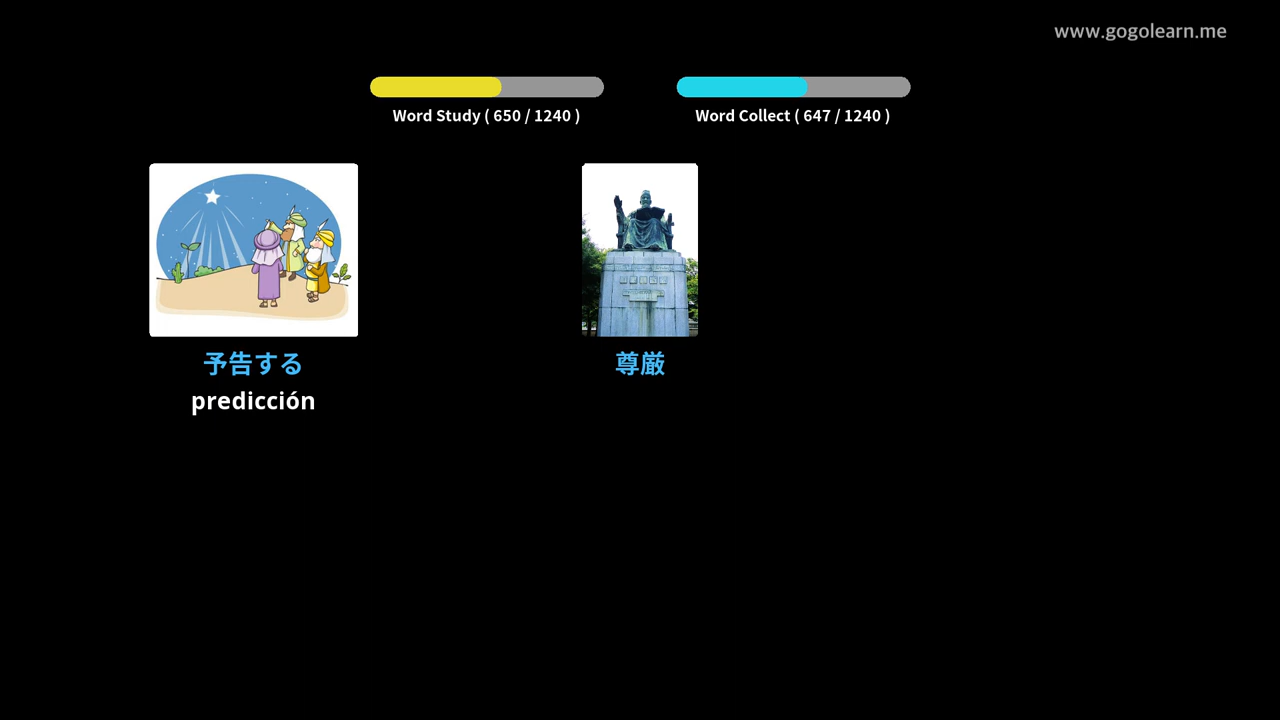 www.gogolearn.me
Word Study ( 650 / 1240 )
Word Collect ( 647 / 1240 )
予告する
predicción
尊厳